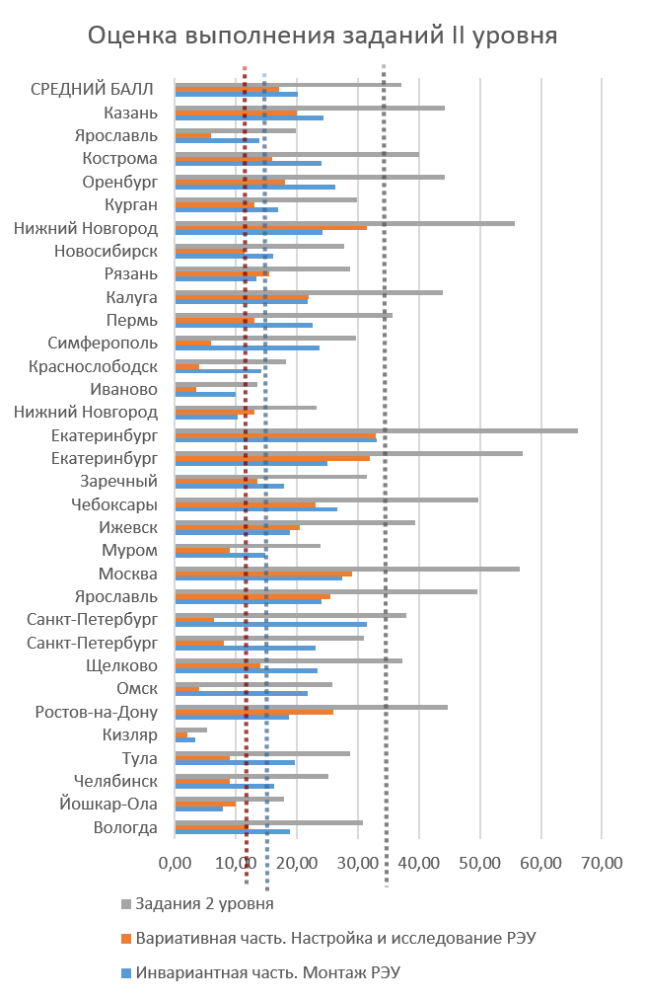 Оценка выполнения заданий II уровня
СРЕДНИЙ БАЛЛ
Казань
Ярославль
Кострома
Оренбург
Курган
Нижний Новгород
Новосибирск
Рязань
Калуга
Пермь
Симферополь
Краснослободск
Иваново
Нижний Новгород
Екатеринбург
Екатеринбург
Заречный
Чебоксары
Ижевск
Муром
Москва
Ярославль
Санкт-Петербург
Санкт-Петербург
Щелково
Омск
Ростов-на-Дону
Кизляр
Тула
Челябинск
Йошкар-Ола
Вологда
0,00 10,00 20,00 30,00 40,00 50,00 60,00 70,00
Задания 2 уровня
Вариативная часть. Настройка и исследование РЭУ
Инвариантная часть. Монтаж РЭУ